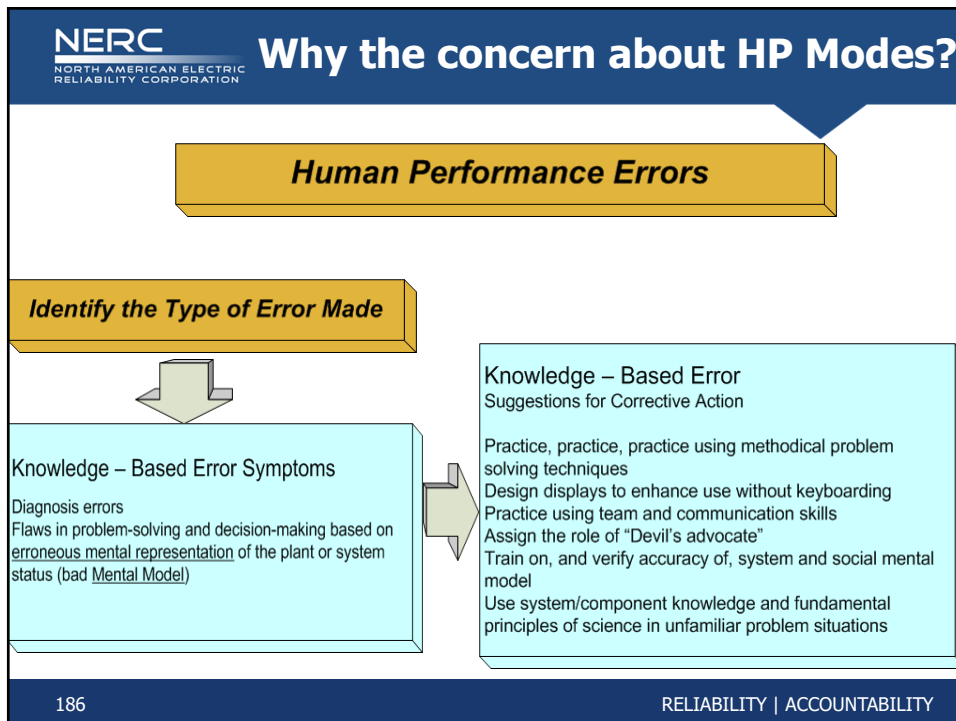 NERC
NORTH AMERICAN ELECTRIC
RELIABILITY CORPORATION
Why the concern about HP Modes?
Human Performance Errors
Identify the Type of Error Made
Knowledge – Based Error Symptoms
Diagnosis errors
Flaws in problem-solving and decision-making based on
erroneous mental representation of the plant or system
status (bad Mental Model)
Knowledge – Based Error
Suggestions for Corrective Action
Practice, practice, practice using methodical problem
solving techniques
Design displays to enhance use without keyboarding
Practice using team and communication skills
Assign the role of “Devil’s advocate”
Train on, and verify accuracy of, system and social mental
model
Use system/component knowledge and fundamental
principles of science in unfamiliar problem situations
186
RELIABILITY | ACCOUNTABILITY